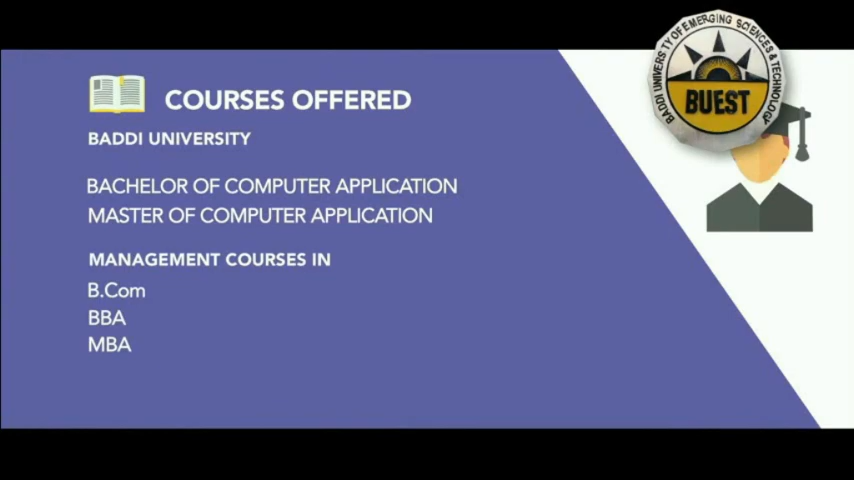 COURSES OFFERED
BADDI UNIVERSITY
BACHELOR OF COMPUTER APPLICATION
MASTER OF COMPUTER APPLICATION
MANAGEMENT COURSES IN
B.Com
BBA
MBA
BADDI UNIVERSITY OF EMERGING SCIENCES & TECHNOLOGY
BUEST